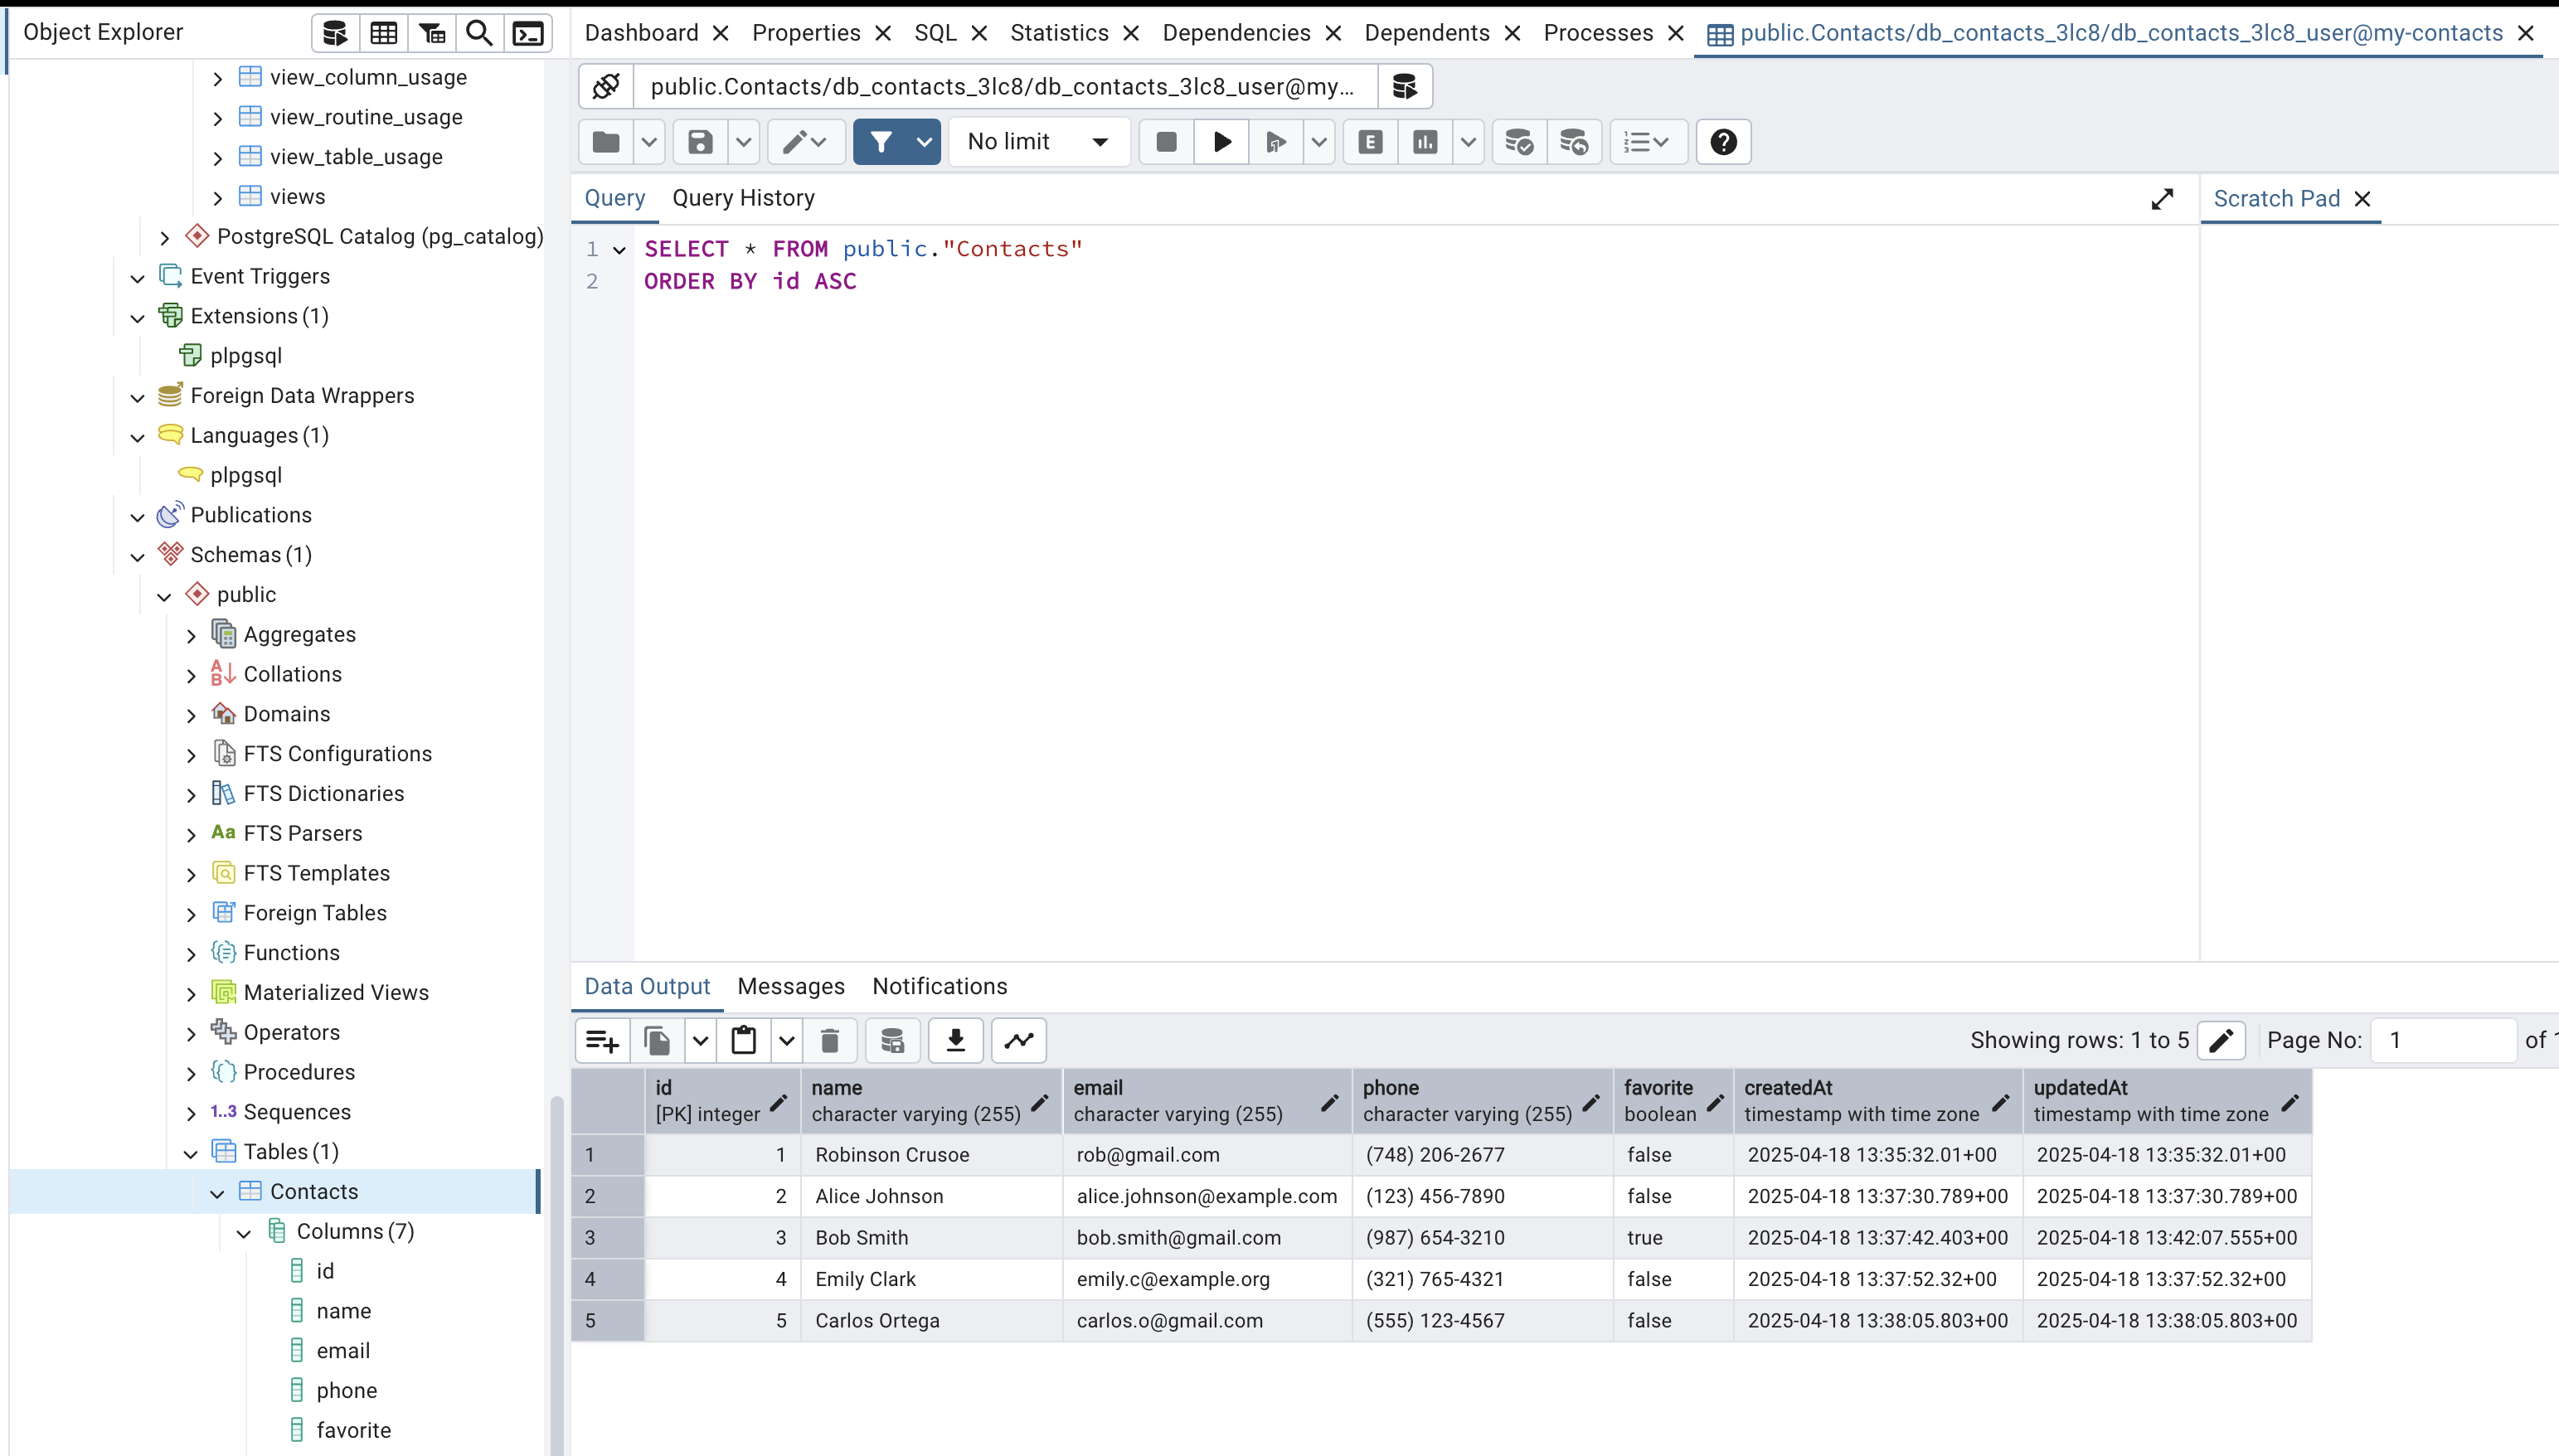 Object Explorer
view_column_usage
view_routine_usage
view_table_usage
views
PostgreSQL Catalog (pg_catalog)
Event Triggers
Extensions (1)
plpgsql
Foreign Data Wrappers
Languages (1)
plpgsql
Publications
Schemas (1)
public
Aggregates
Collations
Domains
FTS Configurations
FTS Dictionaries
Aa FTS Parsers
FTS Templates
Foreign Tables
Functions
Materialized Views
Operators
Procedures
1..3 Sequences
Tables (1)
Contacts
Columns (7)
id
name
email
phone
favorite
Dashboard Properties SQL Statistics Dependencies Dependents Processes public.Contacts/db_contacts_3lc8/db_contacts_3lc8_user@my-contacts
public.Contacts/db_contacts_3lc8/db_contacts_3lc8_user@my...
No limit
Query Query History
Scratch Pad
1 SELECT * FROM public."Contacts"
2 ORDER BY id ASC
Data Output Messages Notifications
Showing rows: 1 to 5 Page No: 1 of 1
id name email phone favorite createdAt updatedAt
[PK] integer character varying (255) character varying (255) character varying (255) boolean timestamp with time zone timestamp with time zone
1 1 Robinson Crusoe rob@gmail.com (748) 206-2677 false 2025-04-18 13:35:32.01+00 2025-04-18 13:35:32.01+00
2 2 Alice Johnson alice.johnson@example.com (123) 456-7890 false 2025-04-18 13:37:30.789+00 2025-04-18 13:37:30.789+00
3 3 Bob Smith bob.smith@gmail.com (987) 654-3210 true 2025-04-18 13:37:42.403+00 2025-04-18 13:42:07.555+00
4 4 Emily Clark emily.c@example.org (321) 765-4321 false 2025-04-18 13:37:52.32+00 2025-04-18 13:37:52.32+00
5 5 Carlos Ortega carlos.o@gmail.com (555) 123-4567 false 2025-04-18 13:38:05.803+00 2025-04-18 13:38:05.803+00